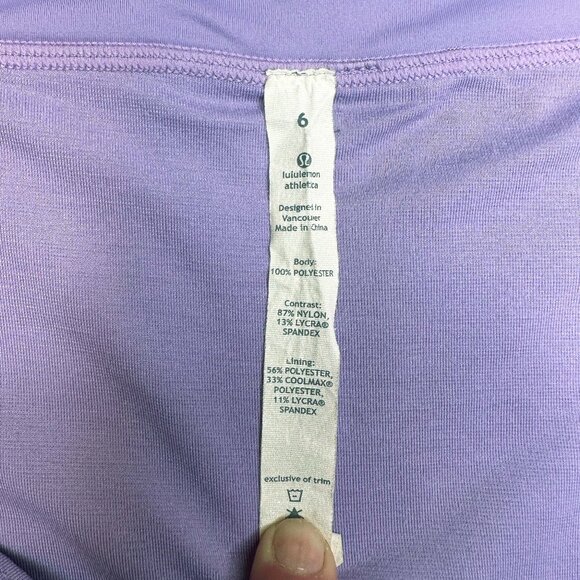 6
lululemon
athletica
Designed in
Vancouver
Made in China
Body:
100% POLYESTER
Contrast:
87% NYLON,
13% LYCRA®
SPANDEX
Lining:
56% POLYESTER,
33% COOLMAX®
POLYESTER,
11% LYCRA®
SPANDEX
exclusive of trim